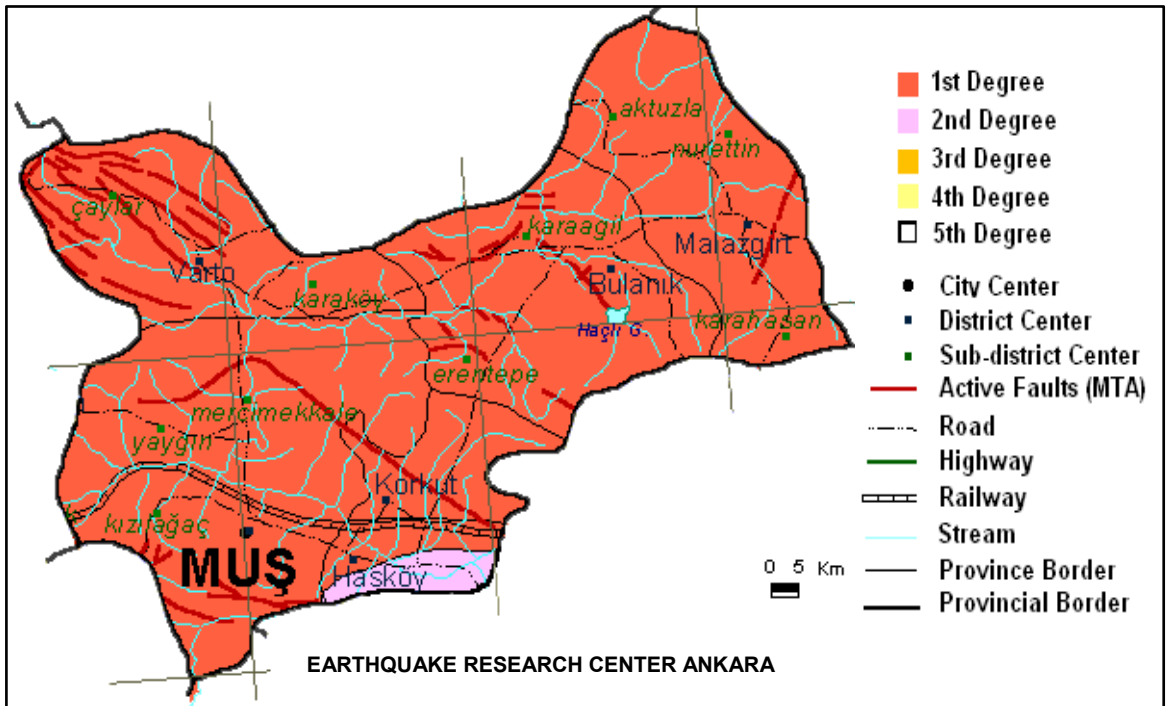 aktuzla
nurettin
çaylar
karaagil
Malazgirt
Varto
Bulanık
karaköy
Haçlı G.
karahasan
erentepe
mercimekkale
yaygın
Korkut
kızılağaç
MUŞ
Hasköy
EARTHQUAKE RESEARCH CENTER ANKARA
1st Degree
2nd Degree
3rd Degree
4th Degree
5th Degree
City Center
District Center
Sub-district Center
Active Faults (MTA)
Road
Highway
Railway
Stream
Province Border
Provincial Border
0 5 Km